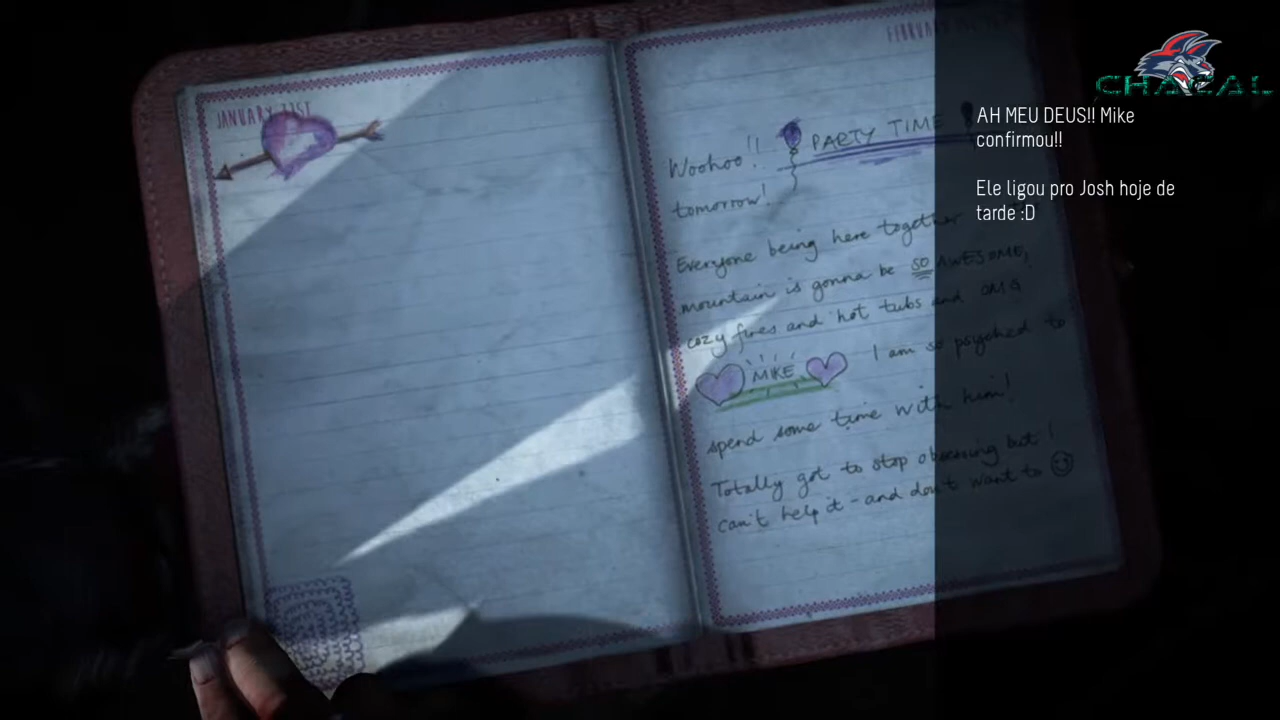 JANUARY 31ST
FEBRUARY
Woohoo!! PARTY TIME
tomorrow!
Everyone being here together
mountain is gonna be SO AWESOME,
cozy fires and hot tubs and OMG
MIKE I am so psyched to
spend some time with him!
Totally got to stop obsessing but I
can't help it - and don't want to
CHACAL
AH MEU DEUS!! Mike
confirmou!!
Ele ligou pro Josh hoje de
tarde :D